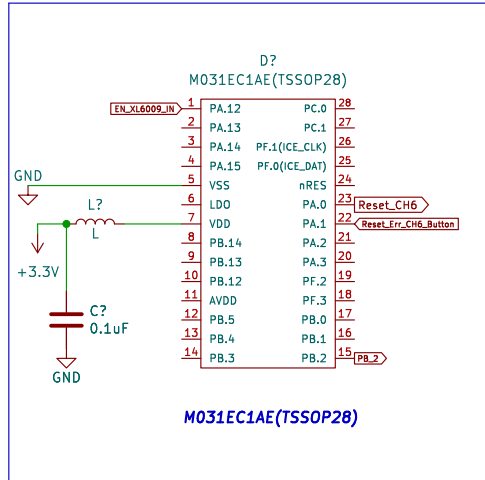 D?
M031EC1AE(TSSOP28)
EN_XL6009_IN 1 PA.12 PC.0 28
2 PA.13 PC.1 27
3 PA.14 PF.1(ICE_CLK) 26
4 PA.15 PF.0(ICE_DAT) 25
GND 5 VSS nRES 24
6 LDO PA.0 23 Reset_CH6
L? 7 VDD PA.1 22 Reset_Err_CH6_Button
L 8 PB.14 PA.2 21
+3.3V 9 PB.13 PA.3 20
10 PB.12 PF.2 19
11 AVDD PF.3 18
C? 12 PB.5 PB.0 17
0.1uF 13 PB.4 PB.1 16
14 PB.3 PB.2 15 PB_2
GND
M031EC1AE(TSSOP28)